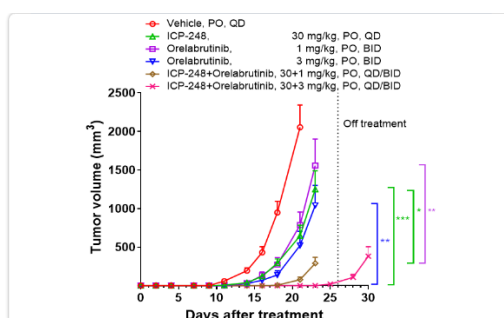 Vehicle, PO, QD
ICP-248, 30 mg/kg, PO, QD
Orelabrutinib, 1 mg/kg, PO, BID
Orelabrutinib, 3 mg/kg, PO, BID
ICP-248+Orelabrutinib, 30+1 mg/kg, PO, QD/BID
ICP-248+Orelabrutinib, 30+3 mg/kg, PO, QD/BID
Off treatment
Tumor volume (mm³)
2500
2000
1500
1000
500
** *** * **
0 5 10 15 20 25 30
Days after treatment